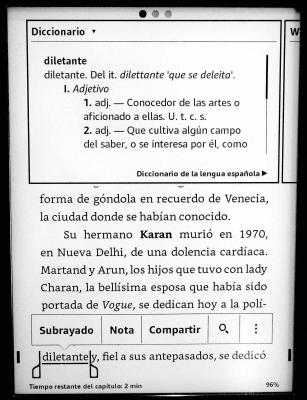 Diccionario ▼
W
diletante
diletante. Del it. dilettante 'que se deleita'.
I. Adjetivo
1. adj. — Conocedor de las artes o
aficionado a ellas. U. t. c. s.
2. adj. — Que cultiva algún campo
del saber, o se interesa por él, como
Diccionario de la lengua española ▶
forma de góndola en recuerdo de Venecia,
la ciudad donde se habían conocido.
Su hermano Karan murió en 1970,
en Nueva Delhi, de una dolencia cardíaca.
Martand y Arun, los hijos que tuvo con lady
Charan, la bellísima esposa que había sido
portada de Vogue, se dedican hoy a la polí-
Subrayado Nota Compartir
diletante y, fiel a sus antepasados, se dedicó
Tiempo restante del capítulo: 2 min 96%